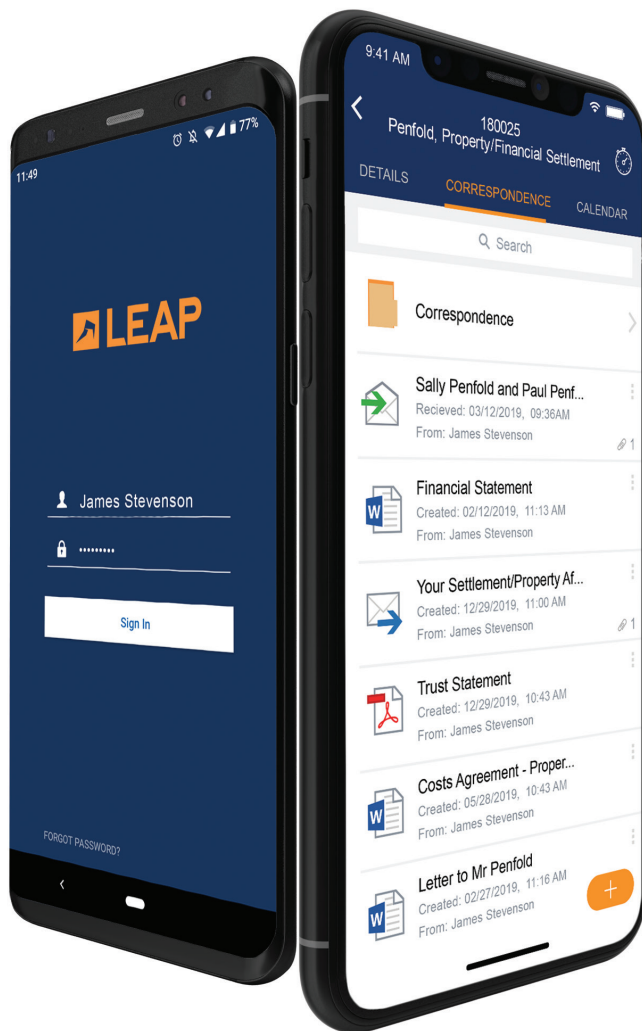 11:49
77%
LEAP
James Stevenson
•••••••••
Sign In
FORGOT PASSWORD?
9:41 AM
180025
Penfold, Property/Financial Settlement
DETAILS
CORRESPONDENCE
CALENDAR
Search
Correspondence
Sally Penfold and Paul Penf...
Recieved: 03/12/2019, 09:36AM
From: James Stevenson
1
Financial Statement
Created: 02/12/2019, 11:13 AM
From: James Stevenson
Your Settlement/Property Af...
Created: 12/29/2019, 11:00 AM
From: James Stevenson
1
Trust Statement
Created: 12/29/2019, 10:43 AM
From: James Stevenson
Costs Agreement - Proper...
Created: 05/28/2019, 10:43 AM
From: James Stevenson
Letter to Mr Penfold
Created: 02/27/2019, 11:16 AM
From: James Stevenson